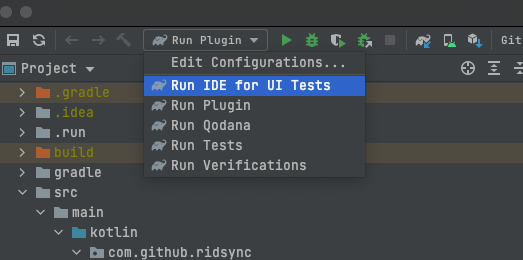 Run Plugin
Git
Edit Configurations...
Project
Run IDE for UI Tests
.gradle
Run Plugin
.idea
Run Qodana
.run
Run Tests
build
Run Verifications
gradle
src
main
kotlin
com.github.ridsync